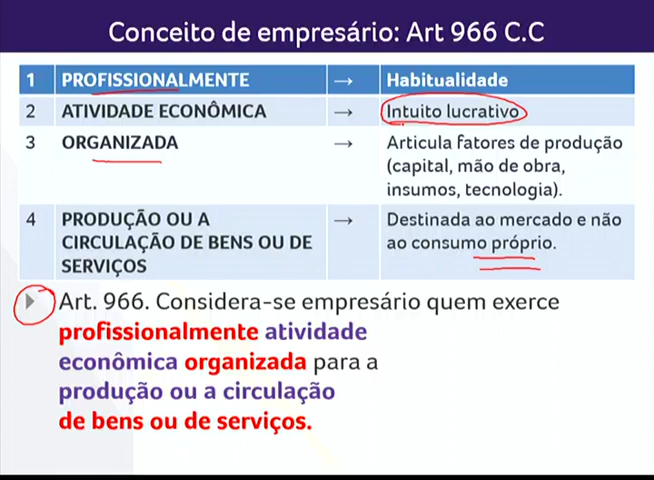 Conceito de empresário: Art 966 C.C
1 PROFISSIONALMENTE → Habitualidade
2 ATIVIDADE ECONÔMICA → Intuito lucrativo
3 ORGANIZADA → Articula fatores de produção
(capital, mão de obra,
insumos, tecnologia).
4 PRODUÇÃO OU A → Destinada ao mercado e não
CIRCULAÇÃO DE BENS OU DE ao consumo próprio.
SERVIÇOS
Art. 966. Considera-se empresário quem exerce
profissionalmente atividade
econômica organizada para a
produção ou a circulação
de bens ou de serviços.